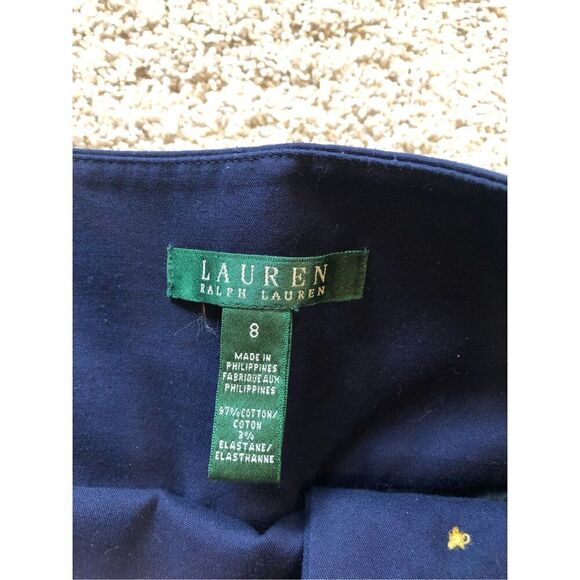 LAUREN
RALPH LAUREN
8
MADE IN
PHILIPPINES
FABRIQUE AUX
PHILIPPINES
97% COTTON/
COTON
3%
ELASTANE/
ELASTHANNE